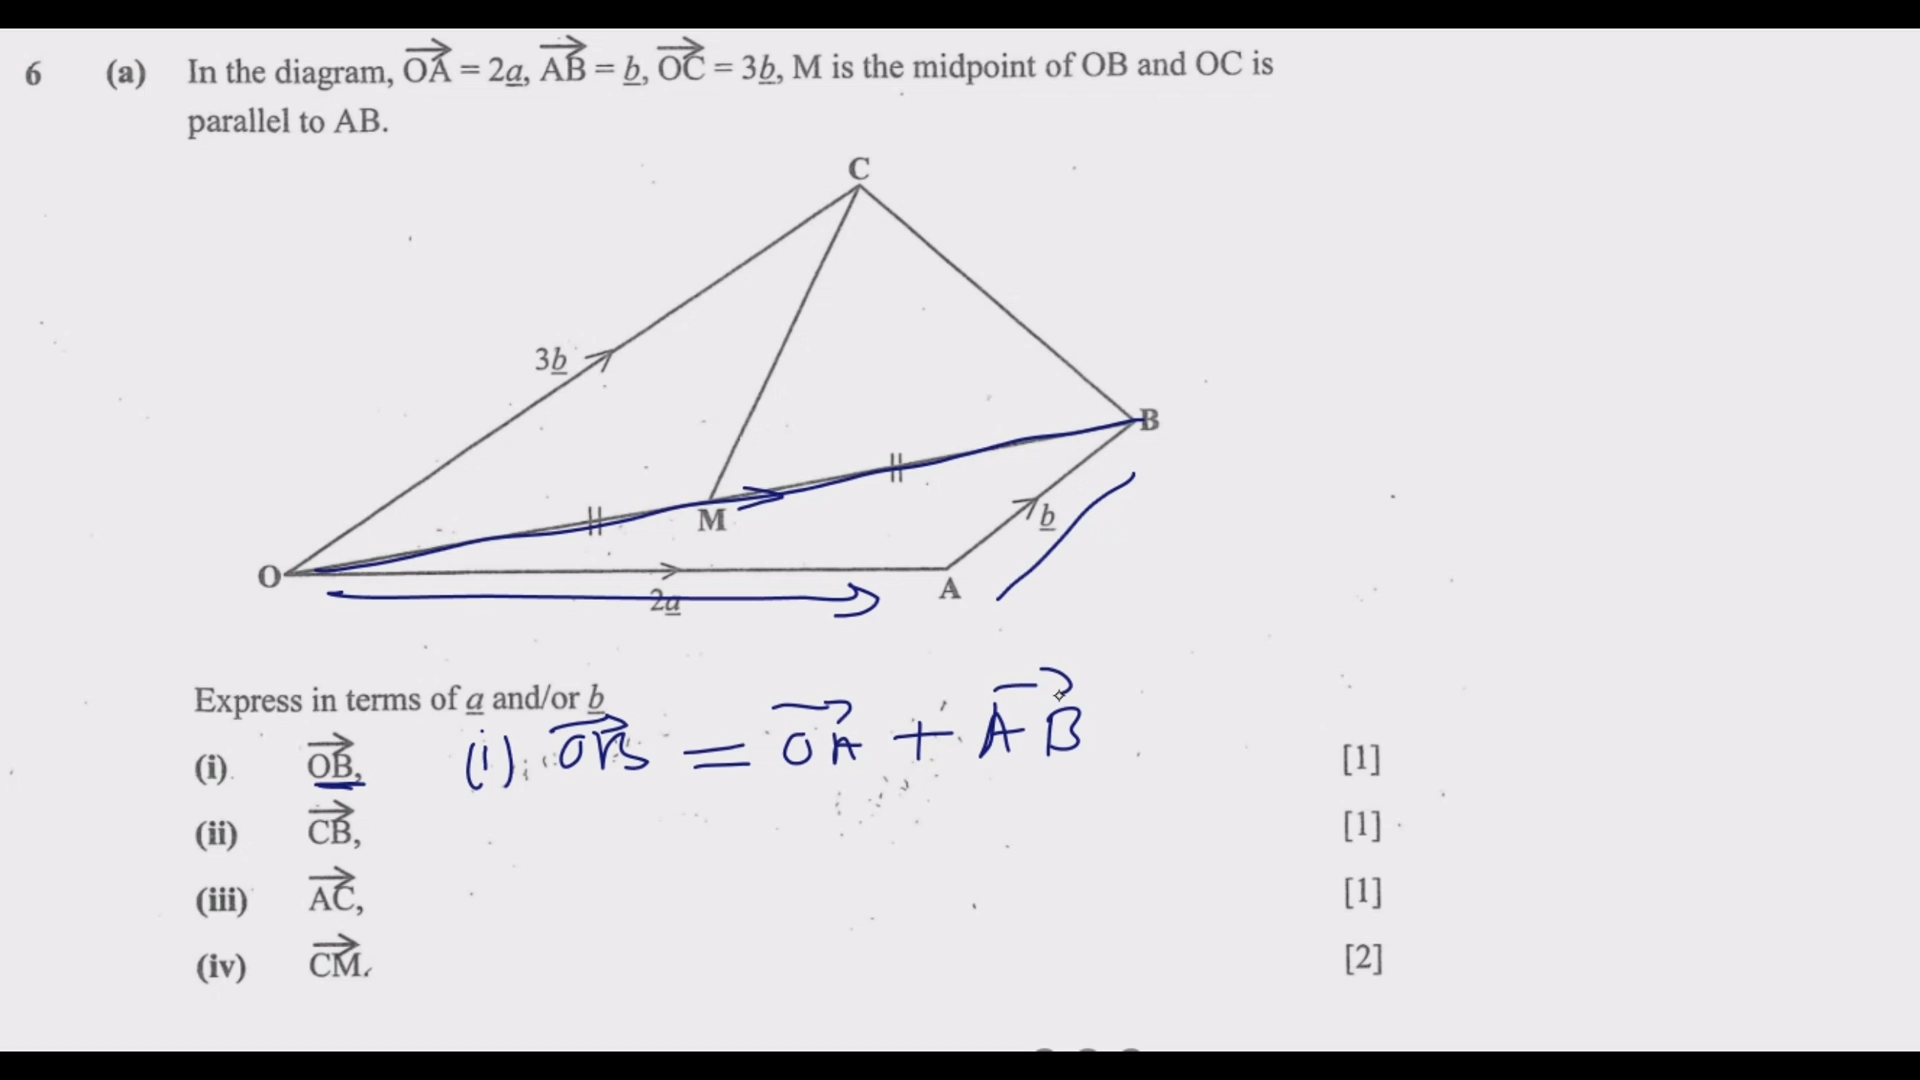 6 (a) In the diagram, OA = 2a, AB = b, OC = 3b, M is the midpoint of OB and OC is
parallel to AB.
C
3b
B
M
b
O
A
2a
Express in terms of a and/or b
(i) OB, [1]
(i). OB = OA + AB
(ii) CB, [1]
(iii) AC, [1]
(iv) CM. [2]